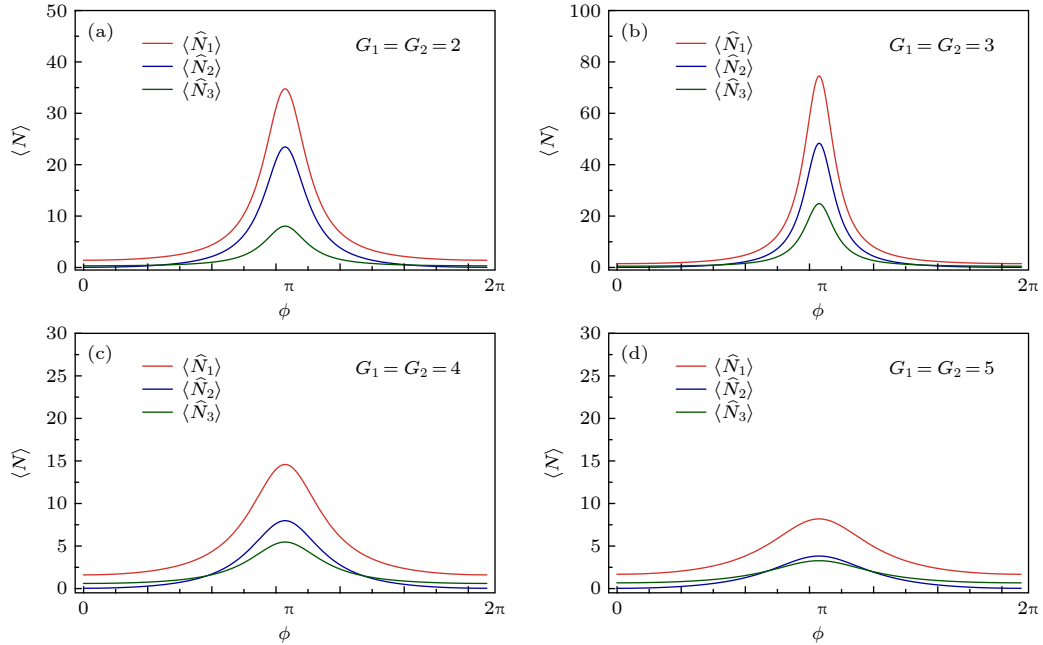 (a)
G₁ = G₂ = 2
⟨N̂₁⟩
⟨N̂₂⟩
⟨N̂₃⟩
50
40
30
20
10
0
⟨N⟩
0
π
2π
ϕ
(b)
G₁ = G₂ = 3
⟨N̂₁⟩
⟨N̂₂⟩
⟨N̂₃⟩
100
80
60
40
20
0
⟨N⟩
0
π
2π
ϕ
(c)
G₁ = G₂ = 4
⟨N̂₁⟩
⟨N̂₂⟩
⟨N̂₃⟩
30
25
20
15
10
5
0
⟨N⟩
0
π
2π
ϕ
(d)
G₁ = G₂ = 5
⟨N̂₁⟩
⟨N̂₂⟩
⟨N̂₃⟩
30
25
20
15
10
5
0
⟨N⟩
0
π
2π
ϕ